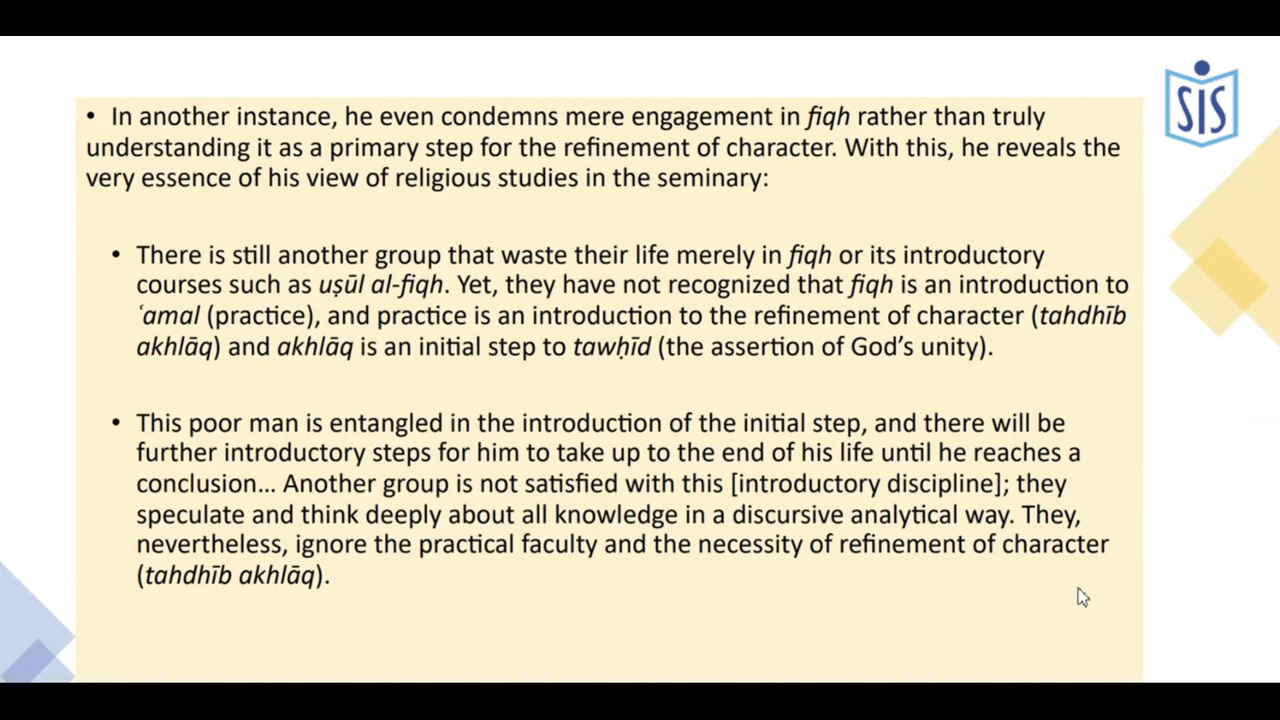 • In another instance, he even condemns mere engagement in fiqh rather than truly
understanding it as a primary step for the refinement of character. With this, he reveals the
very essence of his view of religious studies in the seminary:
• There is still another group that waste their life merely in fiqh or its introductory
courses such as uṣūl al-fiqh. Yet, they have not recognized that fiqh is an introduction to
ʿamal (practice), and practice is an introduction to the refinement of character (tahdhīb
akhlāq) and akhlāq is an initial step to tawḥīd (the assertion of God’s unity).
• This poor man is entangled in the introduction of the initial step, and there will be
further introductory steps for him to take up to the end of his life until he reaches a
conclusion… Another group is not satisfied with this [introductory discipline]; they
speculate and think deeply about all knowledge in a discursive analytical way. They,
nevertheless, ignore the practical faculty and the necessity of refinement of character
(tahdhīb akhlāq).
SIS